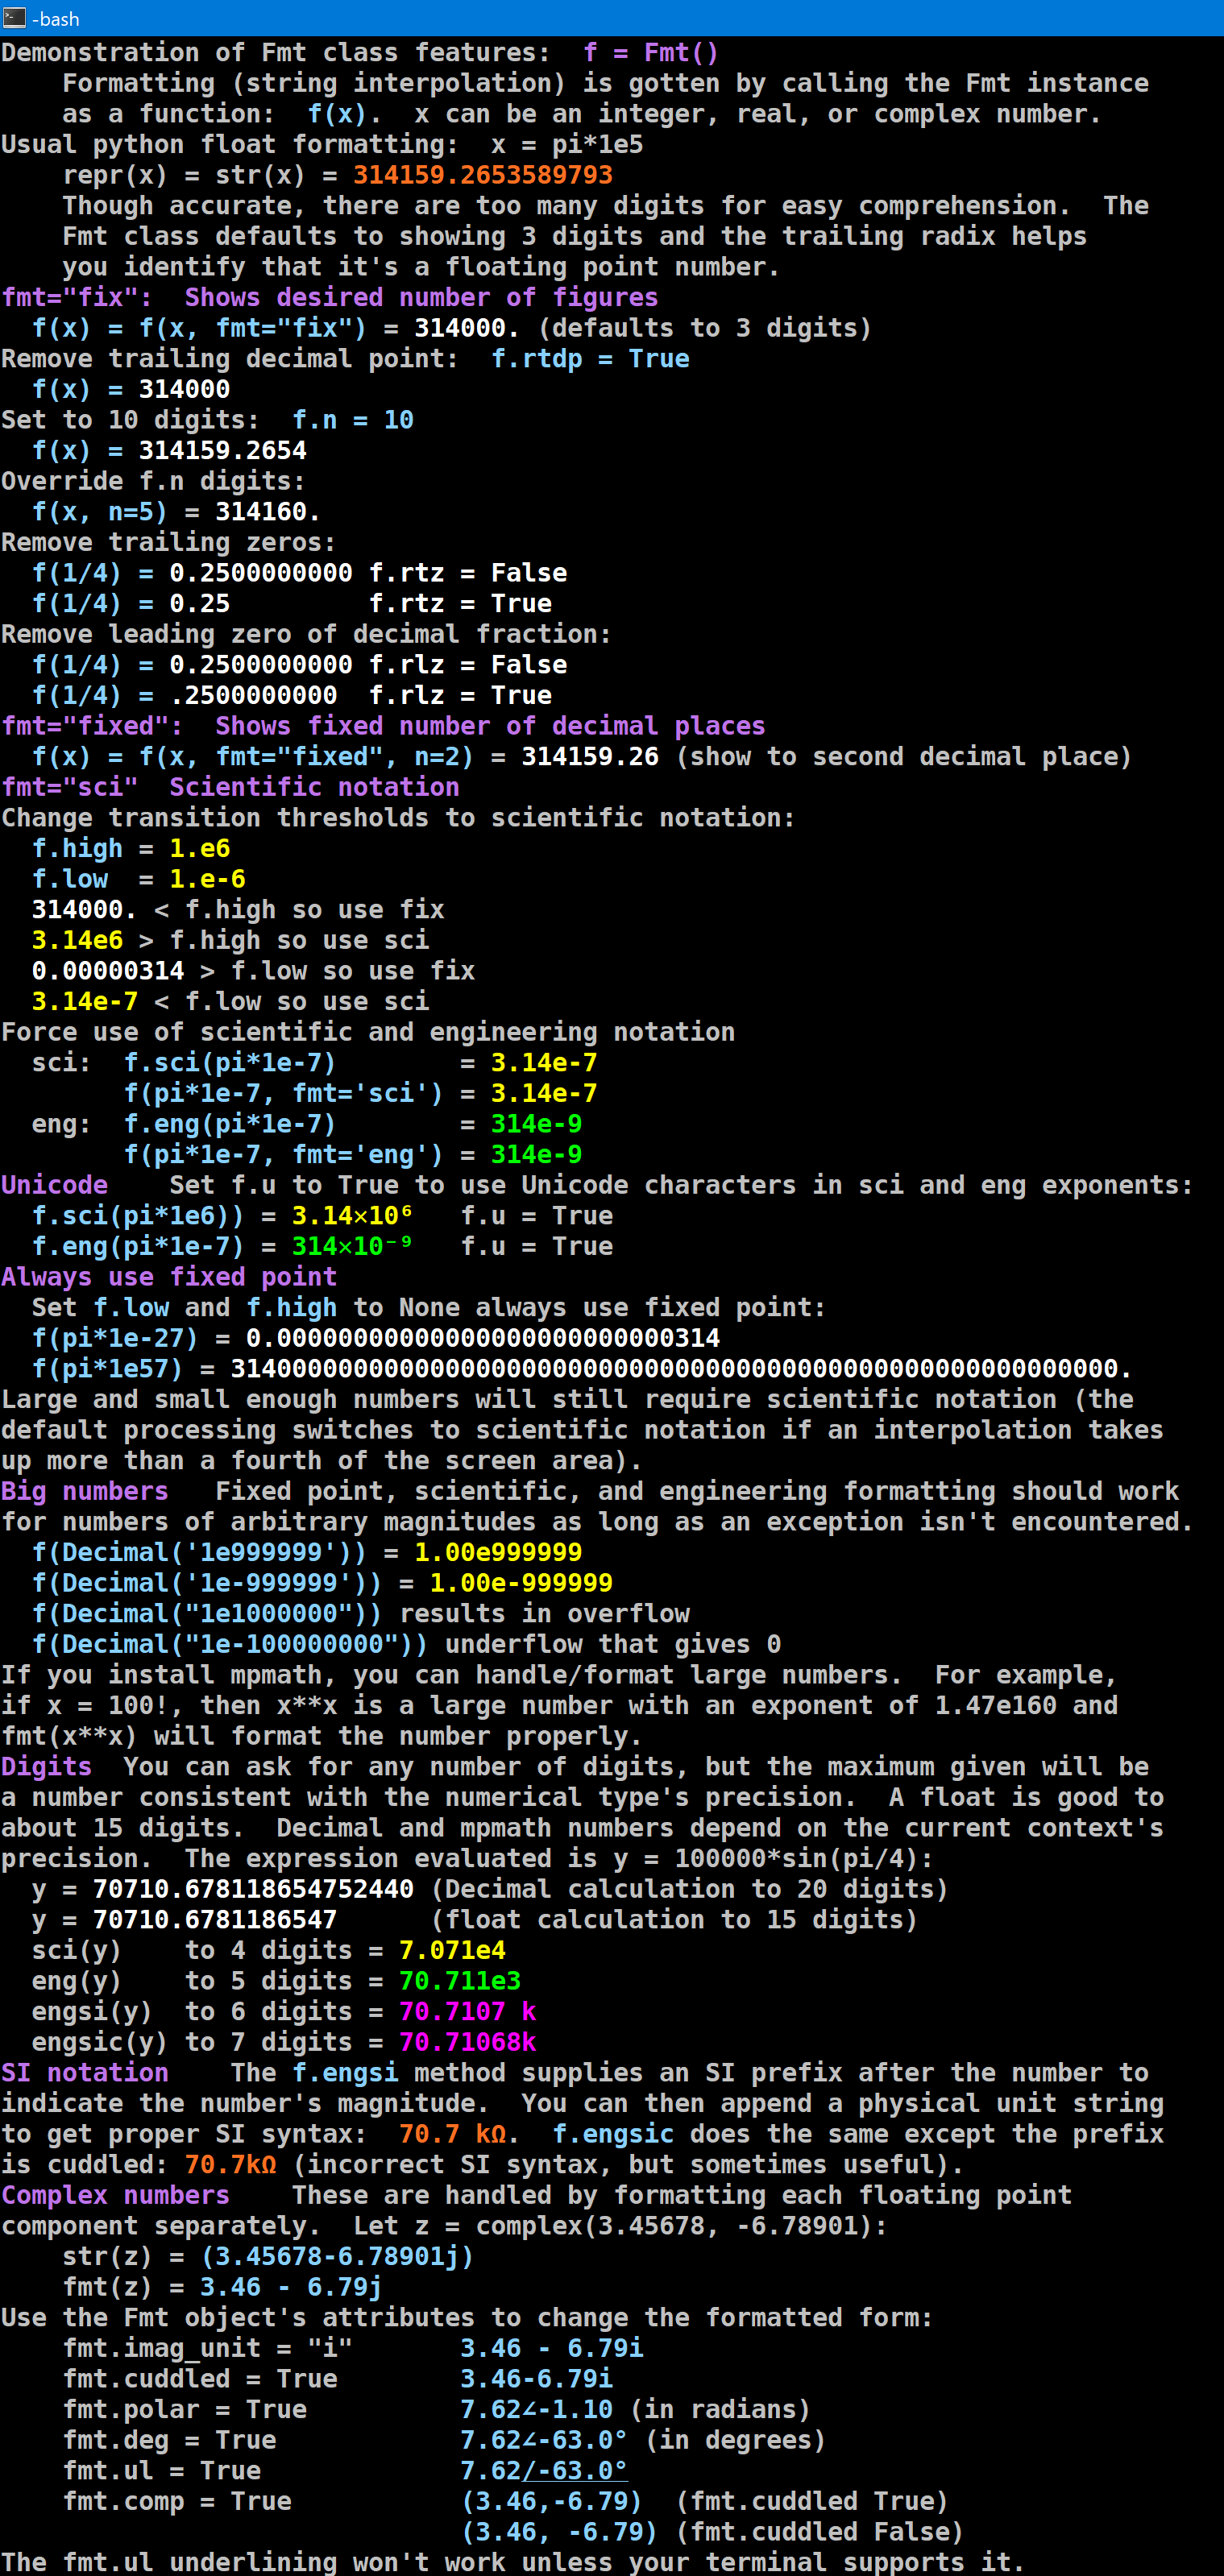 -bash
Demonstration of Fmt class features:  f = Fmt()
    Formatting (string interpolation) is gotten by calling the Fmt instance
    as a function:  f(x).  x can be an integer, real, or complex number.
Usual python float formatting:  x = pi*1e5
    repr(x) = str(x) = 314159.2653589793
    Though accurate, there are too many digits for easy comprehension.  The
    Fmt class defaults to showing 3 digits and the trailing radix helps
    you identify that it's a floating point number.
fmt="fix":  Shows desired number of figures
  f(x) = f(x, fmt="fix") = 314000. (defaults to 3 digits)
Remove trailing decimal point:  f.rtdp = True
  f(x) = 314000
Set to 10 digits:  f.n = 10
  f(x) = 314159.2654
Override f.n digits:
  f(x, n=5) = 314160.
Remove trailing zeros:
  f(1/4) = 0.2500000000 f.rtz = False
  f(1/4) = 0.25         f.rtz = True
Remove leading zero of decimal fraction:
  f(1/4) = 0.2500000000 f.rlz = False
  f(1/4) = .2500000000  f.rlz = True
fmt="fixed":  Shows fixed number of decimal places
  f(x) = f(x, fmt="fixed", n=2) = 314159.26 (show to second decimal place)
fmt="sci"  Scientific notation
Change transition thresholds to scientific notation:
  f.high = 1.e6
  f.low  = 1.e-6
  314000. < f.high so use fix
  3.14e6 > f.high so use sci
  0.00000314 > f.low so use fix
  3.14e-7 < f.low so use sci
Force use of scientific and engineering notation
  sci:  f.sci(pi*1e-7)        = 3.14e-7
        f(pi*1e-7, fmt='sci') = 3.14e-7
  eng:  f.eng(pi*1e-7)        = 314e-9
        f(pi*1e-7, fmt='eng') = 314e-9
Unicode    Set f.u to True to use Unicode characters in sci and eng exponents:
  f.sci(pi*1e6)) = 3.14×10⁶   f.u = True
  f.eng(pi*1e-7) = 314×10⁻⁹   f.u = True
Always use fixed point
  Set f.low and f.high to None always use fixed point:
  f(pi*1e-27) = 0.00000000000000000000000000314
  f(pi*1e57) = 3140000000000000000000000000000000000000000000000000000000.
Large and small enough numbers will still require scientific notation (the
default processing switches to scientific notation if an interpolation takes
up more than a fourth of the screen area).
Big numbers   Fixed point, scientific, and engineering formatting should work
for numbers of arbitrary magnitudes as long as an exception isn't encountered.
  f(Decimal('1e999999')) = 1.00e999999
  f(Decimal('1e-999999')) = 1.00e-999999
  f(Decimal("1e1000000")) results in overflow
  f(Decimal("1e-100000000")) underflow that gives 0
If you install mpmath, you can handle/format large numbers.  For example,
if x = 100!, then x**x is a large number with an exponent of 1.47e160 and
fmt(x**x) will format the number properly.
Digits  You can ask for any number of digits, but the maximum given will be
a number consistent with the numerical type's precision.  A float is good to
about 15 digits.  Decimal and mpmath numbers depend on the current context's
precision.  The expression evaluated is y = 100000*sin(pi/4):
  y = 70710.678118654752440 (Decimal calculation to 20 digits)
  y = 70710.6781186547      (float calculation to 15 digits)
  sci(y)    to 4 digits = 7.071e4
  eng(y)    to 5 digits = 70.711e3
  engsi(y)  to 6 digits = 70.7107 k
  engsic(y) to 7 digits = 70.71068k
SI notation    The f.engsi method supplies an SI prefix after the number to
indicate the number's magnitude.  You can then append a physical unit string
to get proper SI syntax:  70.7 kΩ.  f.engsic does the same except the prefix
is cuddled: 70.7kΩ (incorrect SI syntax, but sometimes useful).
Complex numbers    These are handled by formatting each floating point
component separately.  Let z = complex(3.45678, -6.78901):
    str(z) = (3.45678-6.78901j)
    fmt(z) = 3.46 - 6.79j
Use the Fmt object's attributes to change the formatted form:
    fmt.imag_unit = "i"       3.46 - 6.79i
    fmt.cuddled = True        3.46-6.79i
    fmt.polar = True          7.62∠-1.10 (in radians)
    fmt.deg = True            7.62∠-63.0° (in degrees)
    fmt.ul = True             7.62/-63.0°
    fmt.comp = True           (3.46,-6.79)  (fmt.cuddled True)
                              (3.46, -6.79) (fmt.cuddled False)
The fmt.ul underlining won't work unless your terminal supports it.